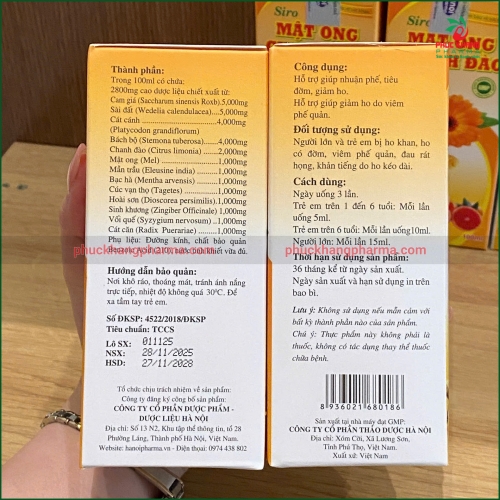 Siro
MẬT ONG
Siro
ONG
H ĐÀO
Thành phần:
Trong 100ml có chứa:
2800mg cao dược liệu chiết xuất từ:
Cam giá (Saccharum sinensis Roxb).5,000mg
Sài đất (Wedelia calendulacea)....5,000mg
Cát cánh ................................4,000mg
(Platycodon grandiflorum)
Bách bộ (Stemona tuberosa)......4,000mg
Chanh đào (Citrus limonia).......2,000mg
Mật ong (Mel) ........................1,000mg
Mần trầu (Eleusine india) .........1,000mg
Bạc hà (Mentha arvensis) .........1,000mg
Cúc vạn thọ (Tagetes) .............1,000mg
Hoài sơn (Dioscorea persimilis).1,000mg
Sinh khương (Zingiber Officinale) 1,000mg
Vối quế (Syzygium nervosum) ...1,000mg
Cát căn (Radix Puerariae) ........1,000mg
Phụ liệu: Đường kính, chất bảo quản
nước tinh khiết vừa đủ.
Hướng dẫn bảo quản:
Nơi khô ráo, thoáng mát, tránh ánh nắng
trực tiếp, nhiệt độ không quá 30°C. Để
xa tầm tay trẻ em.
Số ĐKSP: 4522/2018/ĐKSP
Tiêu chuẩn: TCCS
Lô SX: 011125
NSX: 28/11/2025
HSD: 27/11/2028
Tổ chức chịu trách nhiệm về sản phẩm:
Công ty đăng ký công bố sản phẩm:
CÔNG TY CỔ PHẦN DƯỢC PHẨM -
DƯỢC LIỆU HÀ NỘI
Địa chỉ: Số 13 N2, Khu tập thể thông tin, tổ 28
Phường Láng, Thành phố Hà Nội, Việt Nam.
Website: hanoipharma.vn - Điện thoại: 0974 438 802
Công dụng:
Hỗ trợ giúp nhuận phế, tiêu
đờm, giảm ho.
Hỗ trợ giúp giảm ho do viêm
phế quản.
Đối tượng sử dụng:
Người lớn và trẻ em bị ho khan, ho
có đờm, viêm phế quản, đau rát
họng, khản tiếng do ho kéo dài.
Cách dùng:
Ngày uống 3 lần.
Trẻ em trên 1 đến 6 tuổi: Mỗi lần
uống 5ml.
Trẻ em trên 6 tuổi: Mỗi lần uống10ml.
Người lớn: Mỗi lần 15ml.
Thời hạn sử dụng sản phẩm:
36 tháng kể từ ngày sản xuất.
Ngày sản xuất và hạn sử dụng in trên
bao bì.
Lưu ý: Không sử dụng nếu mẫn cảm với
bất kỳ thành phần nào của sản phẩm.
Chú ý: Thực phẩm này không phải là
thuốc, không có tác dụng thay thế thuốc
chữa bệnh.
8 936021 680186
Sản xuất tại nhà máy đạt GMP:
CÔNG TY CỔ PHẦN THẢO DƯỢC HÀ NỘI
Địa chỉ: Xóm Cời, Xã Lương Sơn,
Tỉnh Phú Thọ, Việt Nam.
Xuất xứ: Việt Nam
phuckhangpharma.com
phuckhangpharma.com